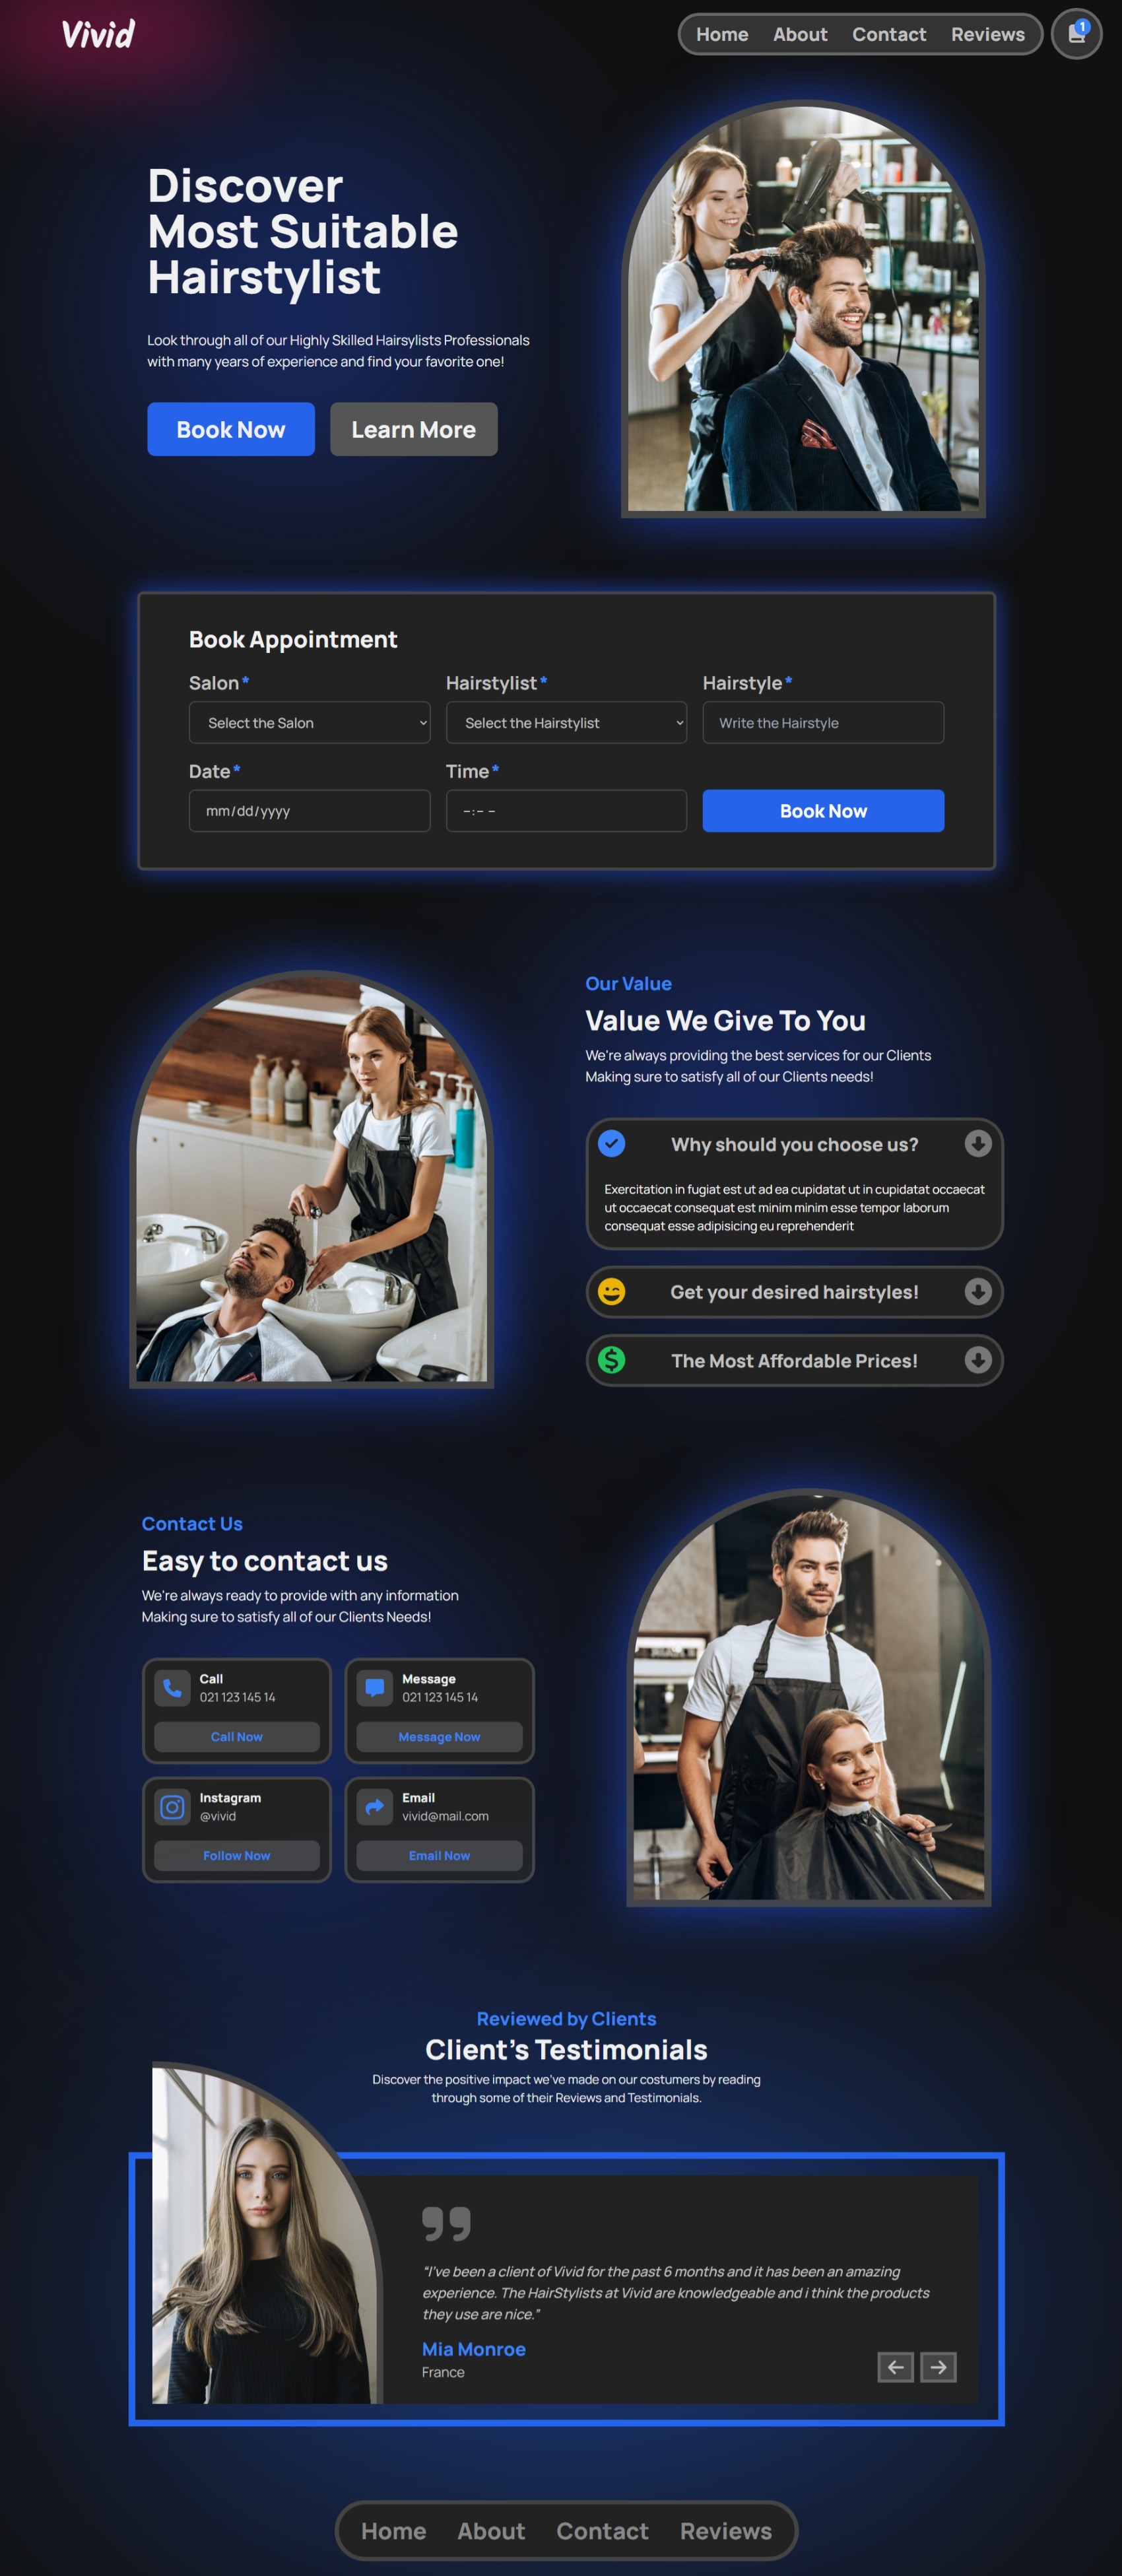 Vivid
Home About Contact Reviews
1
Discover
Most Suitable
Hairstylist
Look through all of our Highly Skilled Hairsylists Professionals
with many years of experience and find your favorite one!
Book Now Learn More
Book Appointment
Salon* Hairstylist* Hairstyle*
Select the Salon Select the Hairstylist Write the Hairstyle
Date* Time*
mm/dd/yyyy –:– – Book Now
Our Value
Value We Give To You
We're always providing the best services for our Clients
Making sure to satisfy all of our Clients needs!
Why should you choose us?
Exercitation in fugiat est ut ad ea cupidatat ut in cupidatat occaecat
ut occaecat consequat est minim minim esse tempor laborum
consequat esse adipisicing eu reprehenderit
Get your desired hairstyles!
The Most Affordable Prices!
Contact Us
Easy to contact us
We're always ready to provide with any information
Making sure to satisfy all of our Clients Needs!
Call
021 123 145 14
Call Now
Message
021 123 145 14
Message Now
Instagram
@vivid
Follow Now
Email
vivid@mail.com
Email Now
Reviewed by Clients
Client's Testimonials
Discover the positive impact we've made on our costumers by reading
through some of their Reviews and Testimonials.
"I've been a client of Vivid for the past 6 months and it has been an amazing
experience. The HairStylists at Vivid are knowledgeable and i think the products
they use are nice."
Mia Monroe
France
Home About Contact Reviews